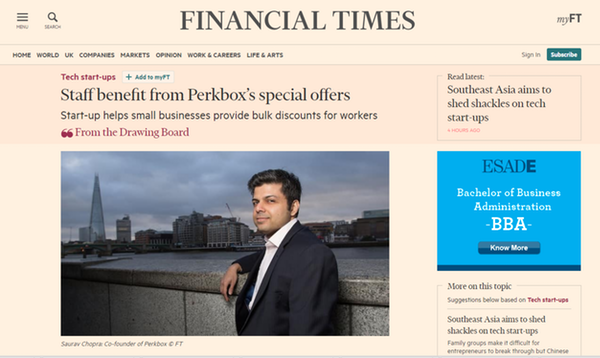 FINANCIAL TIMES
myFT
MENU
SEARCH
HOME WORLD UK COMPANIES MARKETS OPINION WORK & CAREERS LIFE & ARTS
Sign in
Subscribe
Tech start-ups
+ Add to myFT
Staff benefit from Perkbox's special offers
Start-up helps small businesses provide bulk discounts for workers
From the Drawing Board
Saurav Chopra: Co-founder of Perkbox © FT
Read latest:
Southeast Asia aims to
shed shackles on tech
start-ups
4 HOURS AGO
ESADE
Bachelor of Business
Administration
-BBA-
Know More
More on this topic
Suggestions below based on Tech start-ups
Southeast Asia aims to shed
shackles on tech start-ups
Family groups make it difficult for
entrepreneurs to break through but Chinese